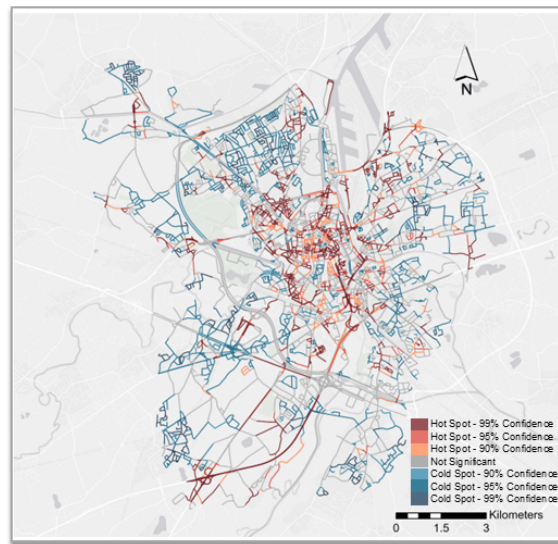 N
Hot Spot - 99% Confidence
Hot Spot - 95% Confidence
Hot Spot - 90% Confidence
Not Significant
Cold Spot - 90% Confidence
Cold Spot - 95% Confidence
Cold Spot - 99% Confidence
Kilometers
0 1.5 3